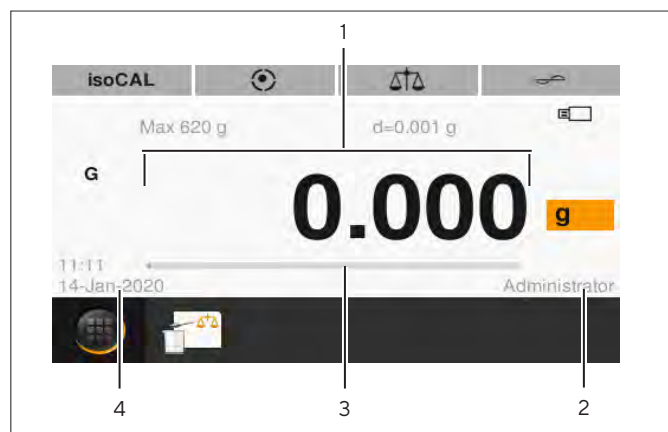 1
isoCAL
Max 620 g d=0.001 g
G
0.000 g
11:11
14-Jan-2020 Administrator
4 3 2